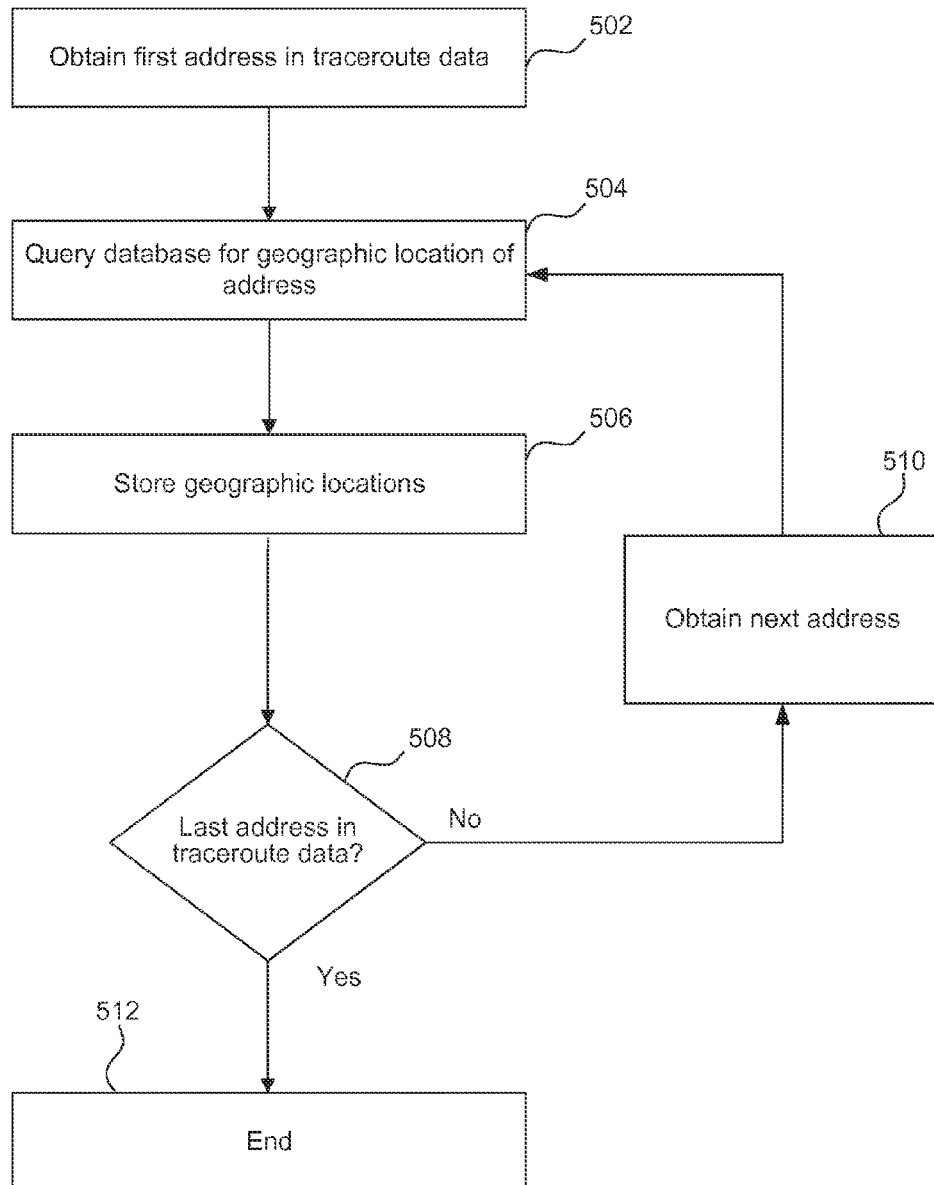 502
Obtain first address in traceroute data
504
Query database for geographic location of
address
506
Store geographic locations
510
Obtain next address
508
Last address in
traceroute data?
No
Yes
512
End